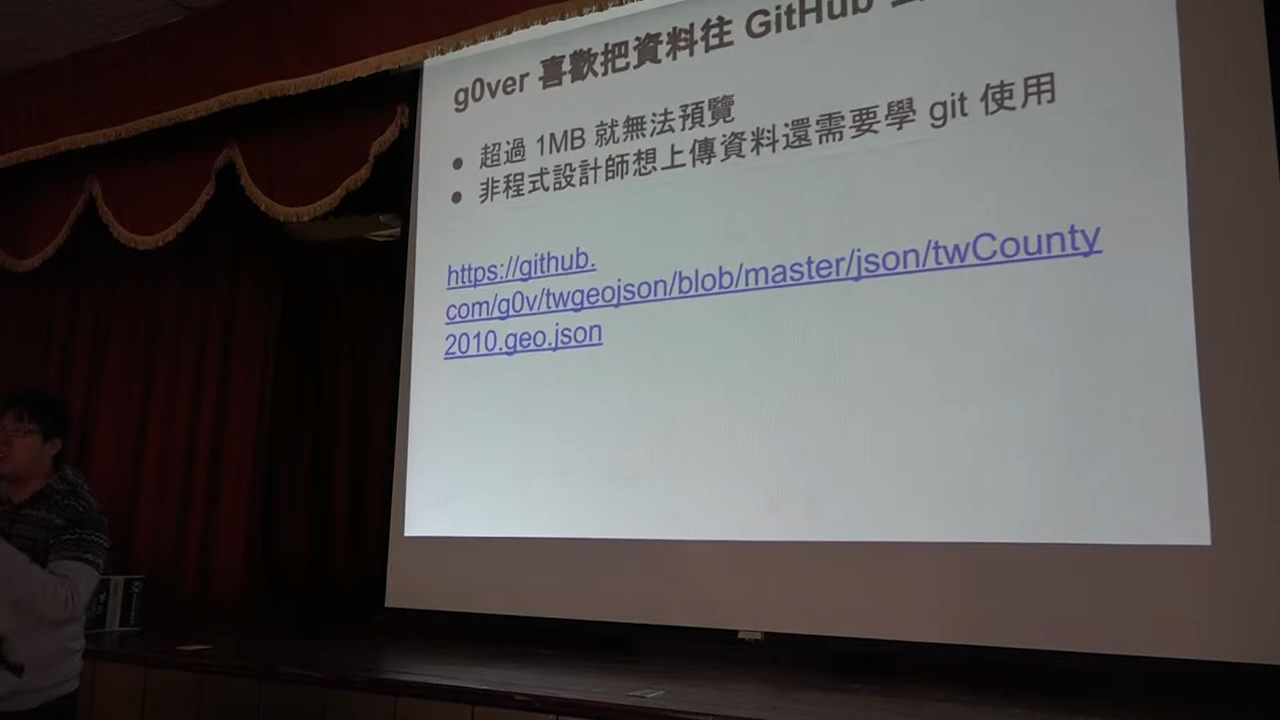 g0ver 喜歡把資料往 GitHub
超過 1MB 就無法預覽
非程式設計師想上傳資料還需要學 git 使用
https://github.
com/g0v/twgeojson/blob/master/json/twCounty
2010.geo.json